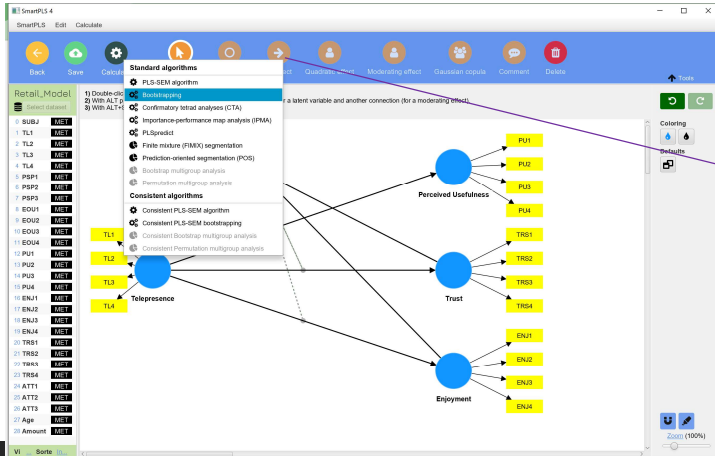 SmartPLS 4
SmartPLS Edit Calculate
Back Save Calcula ect Quadratic effect Moderating effect Gaussian copula Comment Delete
Tools
Standard algorithms
PLS-SEM algorithm
Bootstrapping
Confirmatory tetrad analyses (CTA)
Importance-performance map analysis (IPMA)
PLSpredict
Finite mixture (FIMIX) segmentation
Prediction-oriented segmentation (POS)
Bootstrap multigroup analysis
Permutation multigroup analysis
Consistent algorithms
Consistent PLS-SEM algorithm
Consistent PLS-SEM bootstrapping
Consistent Bootstrap multigroup analysis
Consistent Permutation multigroup analysis
Retail_Model
Select dataset
1) Double-clic
2) With ALT p r a latent variable and another connection (for a moderating effect).
3) With ALT+S
0 SUBJ MET
1 TL1 MET
2 TL2 MET
3 TL3 MET
4 TL4 MET
5 PSP1 MET
6 PSP2 MET
7 PSP3 MET
8 EOU1 MET
9 EOU2 MET
10 EOU3 MET
11 EOU4 MET
12 PU1 MET
13 PU2 MET
14 PU3 MET
15 PU4 MET
16 ENJ1 MET
17 ENJ2 MET
18 ENJ3 MET
19 ENJ4 MET
20 TRS1 MET
21 TRS2 MET
22 TRS3 MET
23 TRS4 MET
24 ATT1 MET
25 ATT2 MET
26 ATT3 MET
27 Age MET
28 Amount MET
Vi ... Sorte In...
TL1
TL2
TL3
TL4
Telepresence
PU1
PU2
PU3
PU4
Perceived Usefulness
TRS1
TRS2
TRS3
TRS4
Trust
ENJ1
ENJ2
ENJ3
ENJ4
Enjoyment
Coloring
Defaults
Zoom (100%)